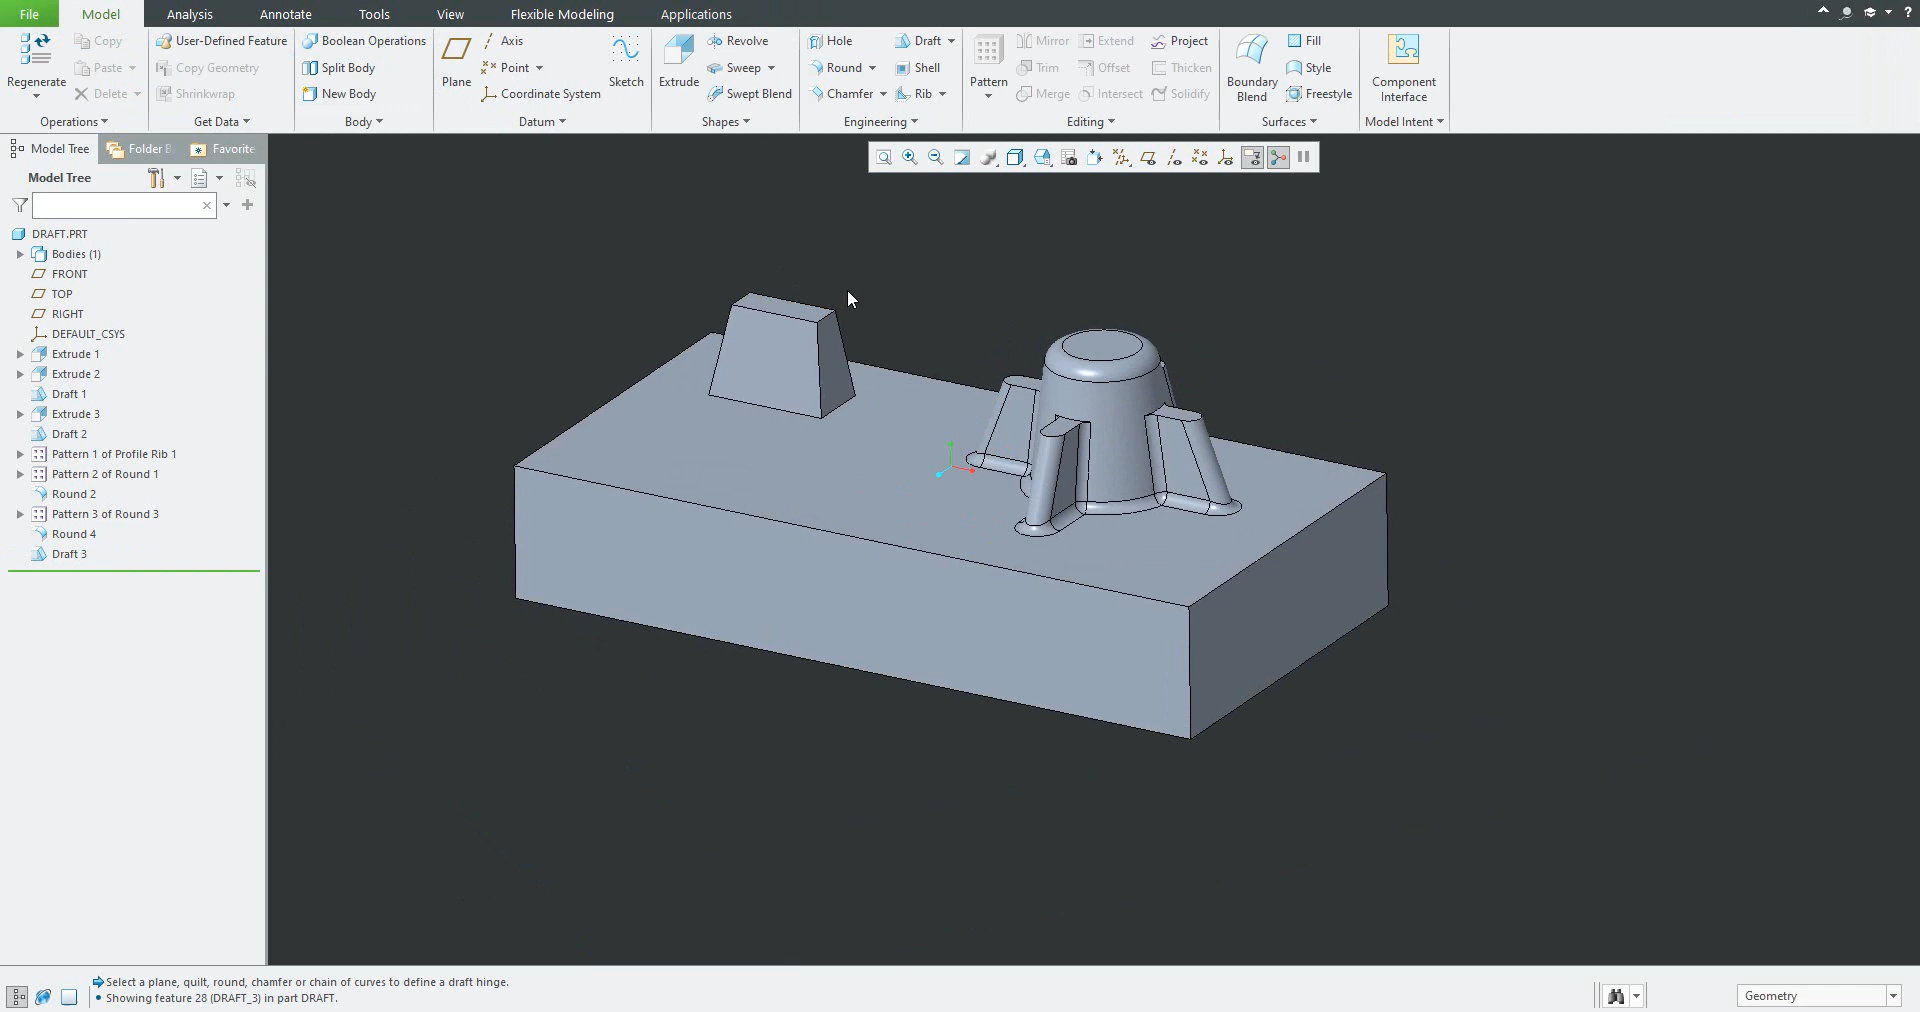 File Model Analysis Annotate Tools View Flexible Modeling Applications
Regenerate Copy Paste Delete Operations
User-Defined Feature Copy Geometry Shrinkwrap Get Data
Boolean Operations Split Body New Body Body
Plane Axis Point Coordinate System Sketch Datum
Extrude Revolve Sweep Swept Blend Shapes
Hole Round Chamfer Draft Shell Rib Engineering
Pattern Mirror Trim Merge Extend Offset Intersect Project Thicken Solidify Editing
Boundary Blend Fill Style Freestyle Surfaces
Component Interface Model Intent
Model Tree Folder B Favorite
Model Tree
DRAFT.PRT
Bodies (1)
FRONT
TOP
RIGHT
DEFAULT_CSYS
Extrude 1
Extrude 2
Draft 1
Extrude 3
Draft 2
Pattern 1 of Profile Rib 1
Pattern 2 of Round 1
Round 2
Pattern 3 of Round 3
Round 4
Draft 3
Select a plane, quilt, round, chamfer or chain of curves to define a draft hinge.
• Showing feature 28 (DRAFT_3) in part DRAFT.
Geometry